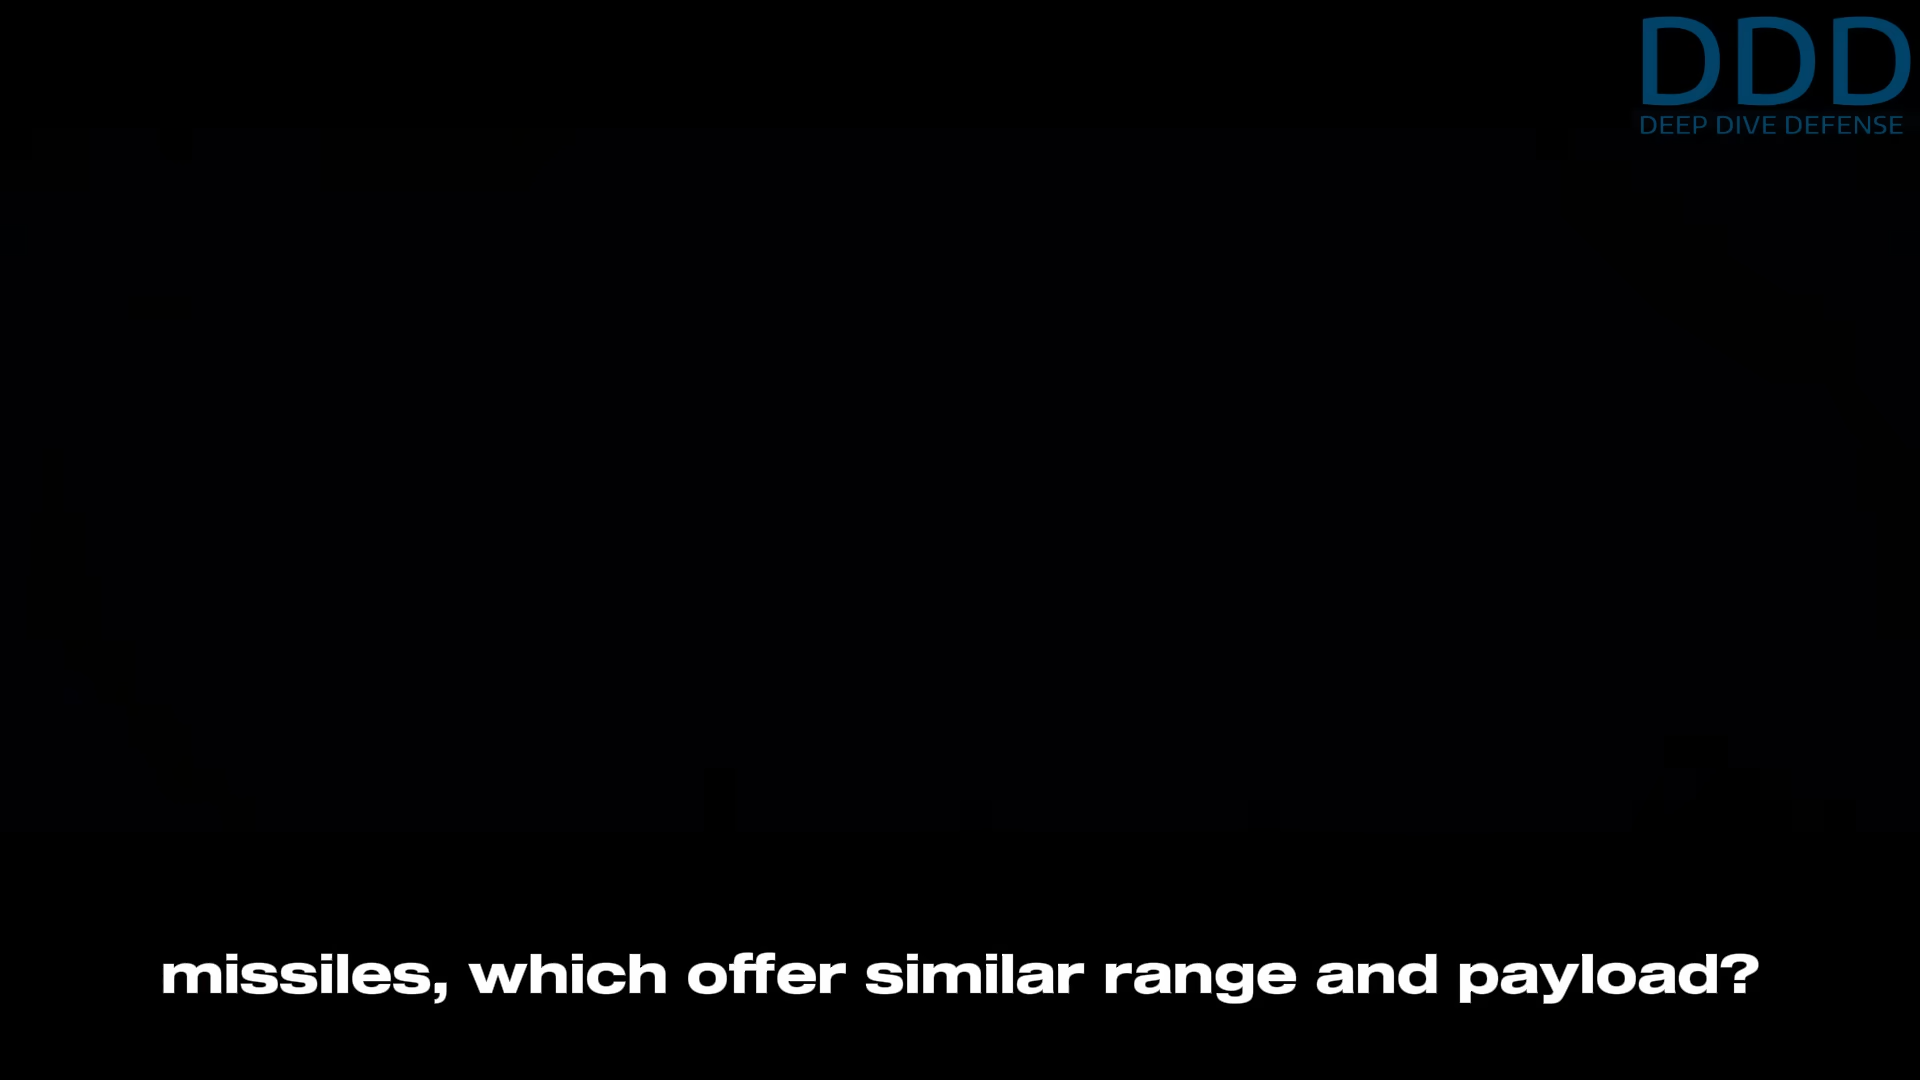 DDD
DEEP DIVE DEFENSE
missiles, which offer similar range and payload?